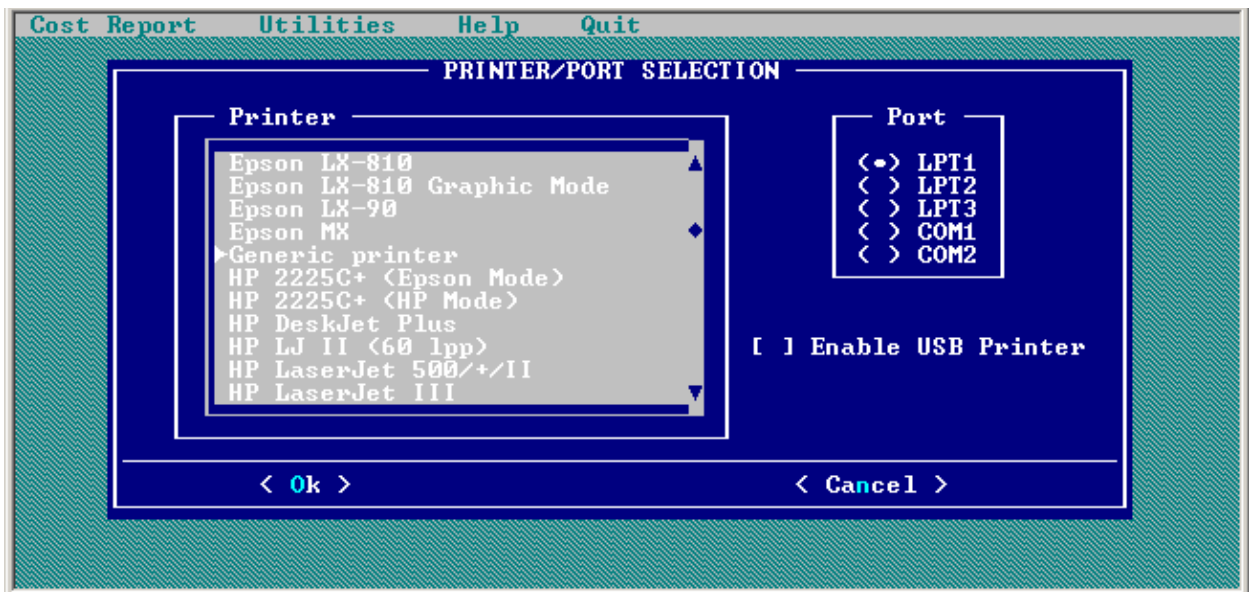 Cost Report Utilities Help Quit
PRINTER/PORT SELECTION
Printer
Epson LX-810
Epson LX-810 Graphic Mode
Epson LX-90
Epson MX
Generic printer
HP 2225C+ (Epson Mode)
HP 2225C+ (HP Mode)
HP DeskJet Plus
HP LJ II (60 lpp)
HP LaserJet 500/+/II
HP LaserJet III
Port
(•) LPT1
( ) LPT2
( ) LPT3
( ) COM1
( ) COM2
[ ] Enable USB Printer
< Ok > < Cancel >